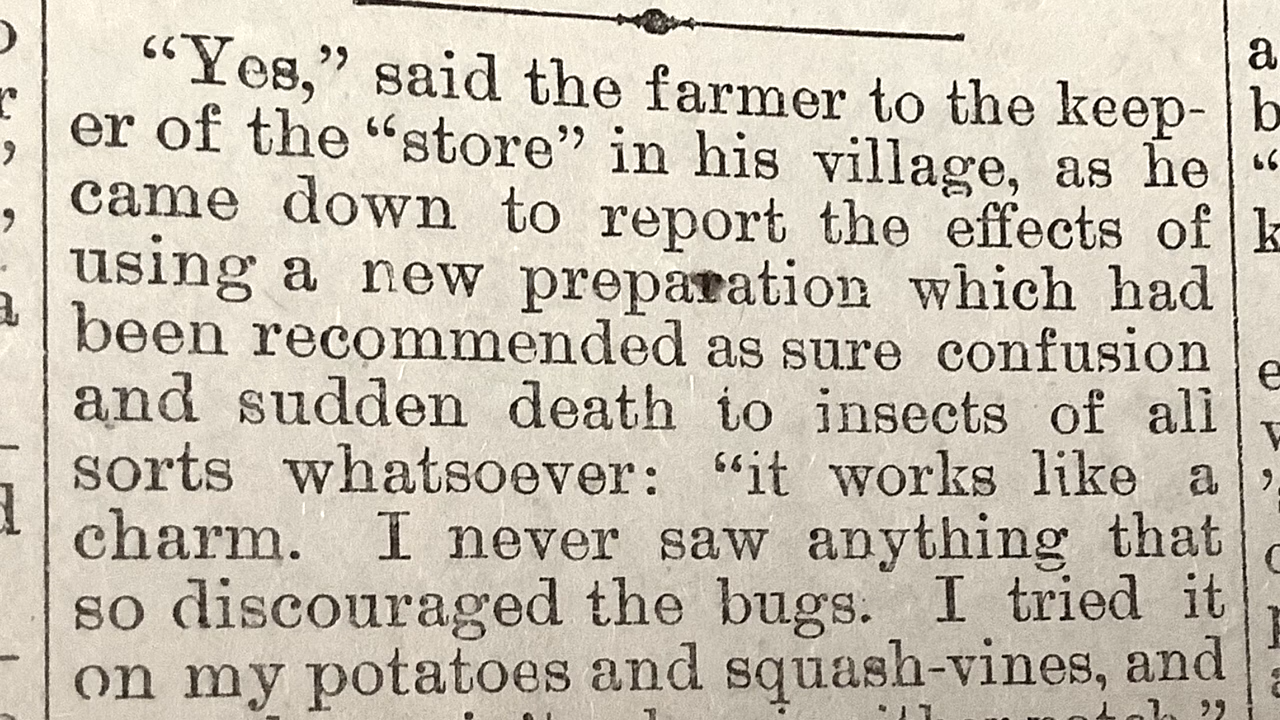 “Yes,” said the farmer to the keep-
er of the “store” in his village, as he
came down to report the effects of
using a new preparation which had
been recommended as sure confusion
and sudden death to insects of all
sorts whatsoever: “it works like a
charm. I never saw anything that
so discouraged the bugs. I tried it
on my potatoes and squash-vines, and